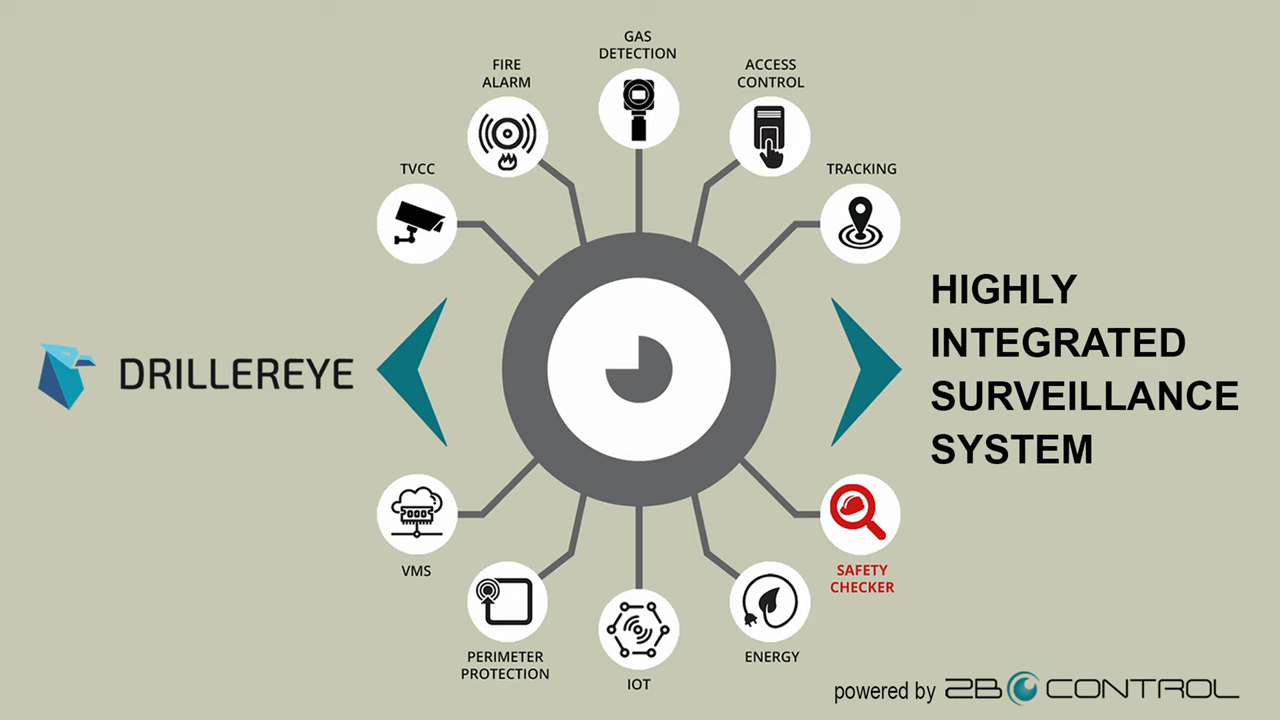 GAS
DETECTION
FIRE
ALARM
ACCESS
CONTROL
TVCC
TRACKING
HIGHLY
INTEGRATED
SURVEILLANCE
SYSTEM
DRILLEREYE
VMS
SAFETY
CHECKER
PERIMETER
PROTECTION
IOT
ENERGY
powered by 2B CONTROL